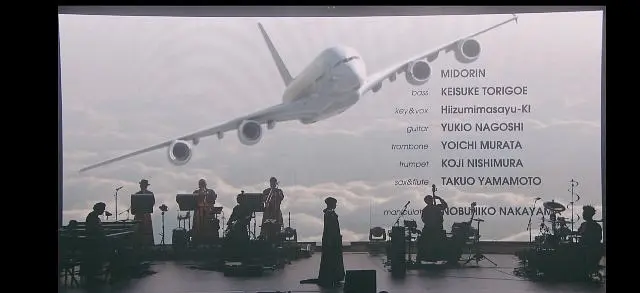 MIDORIN
bass KEISUKE TORIGOE
key&vox Hiizumimasayu-KI
guitar YUKIO NAGOSHI
trombone YOICHI MURATA
trumpet KOJI NISHIMURA
sax&flute TAKUO YAMAMOTO
NOBUHIKO NAKAYAMA